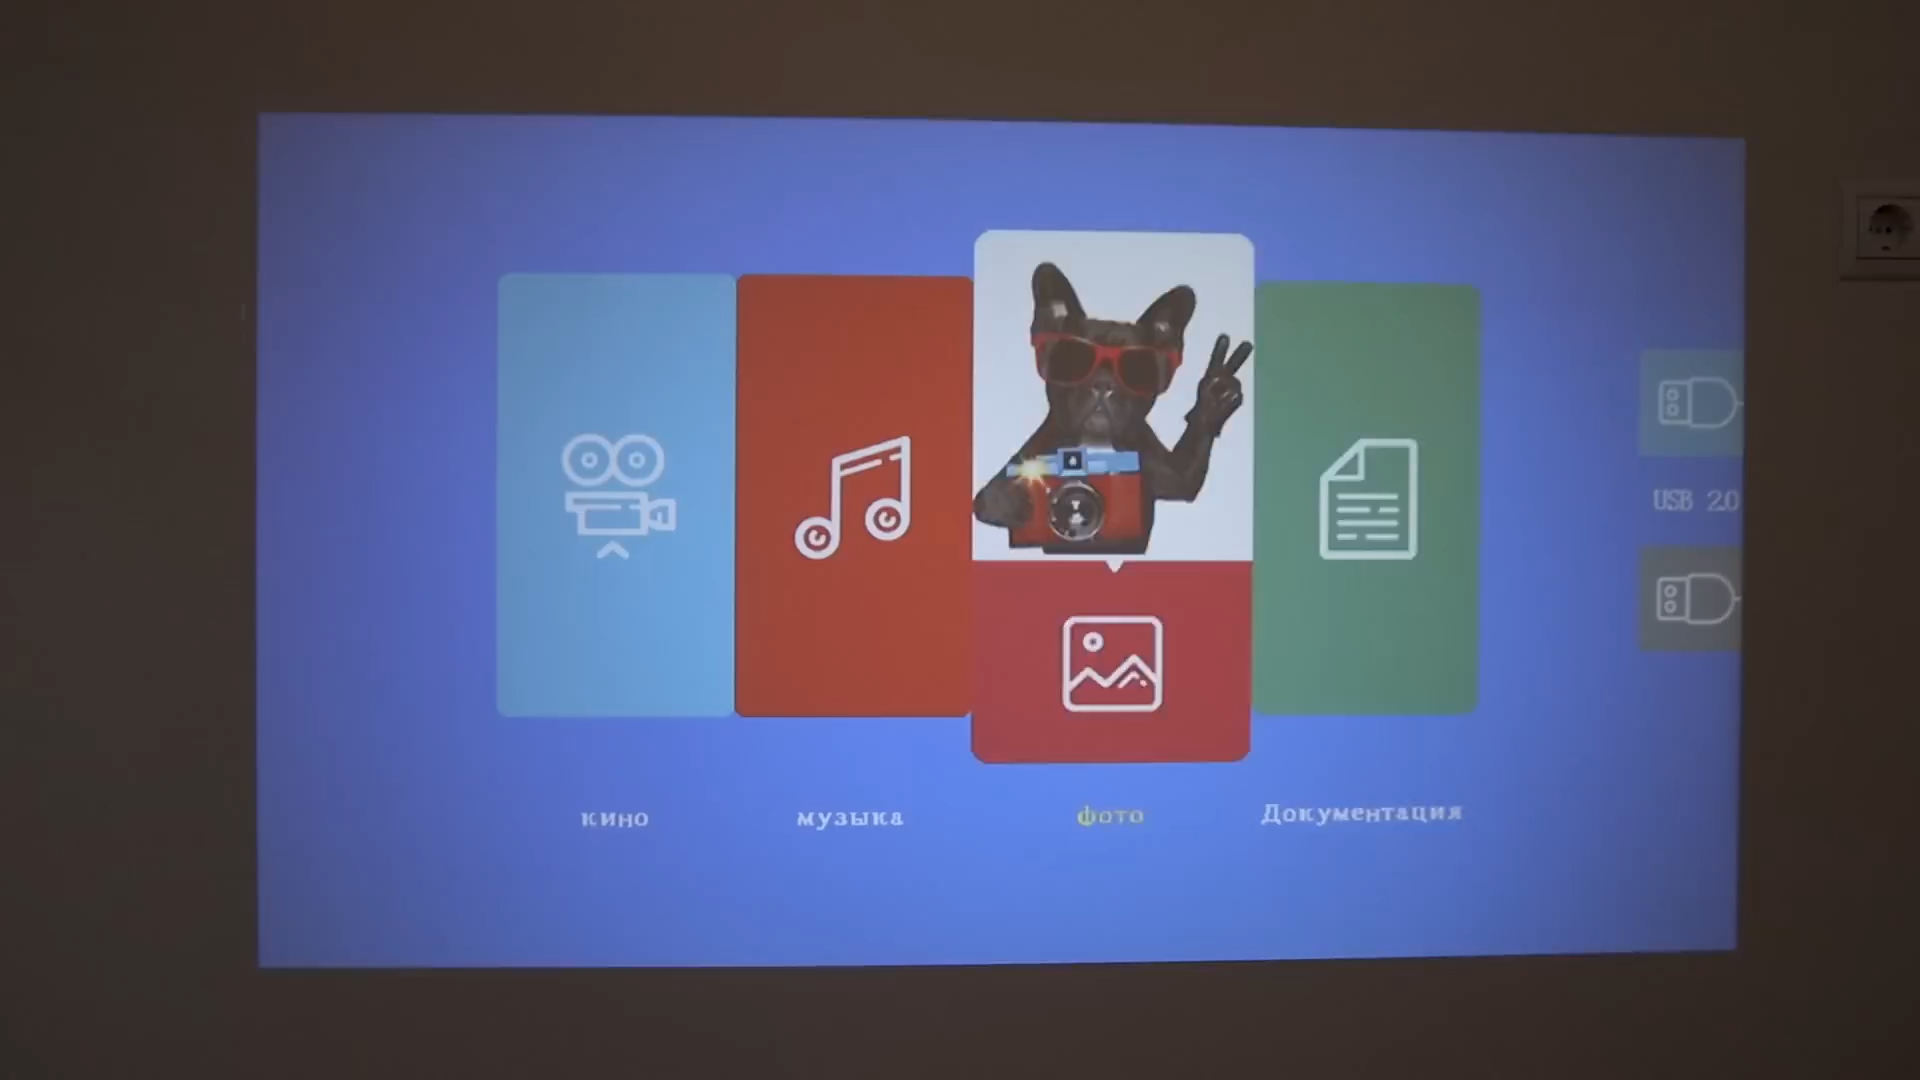 кино
музыка
фото
Документация
USB 2.0